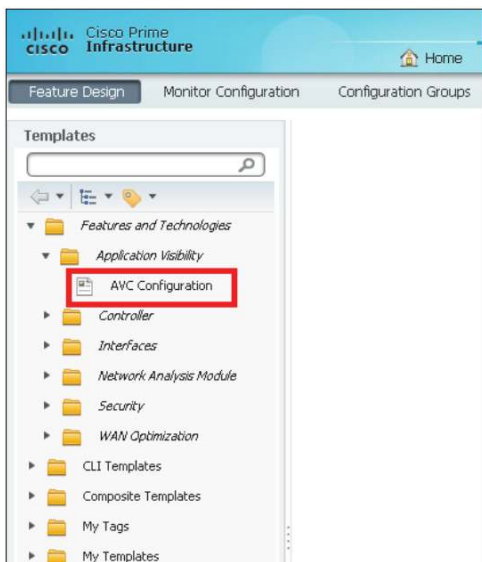 cisco
Cisco Prime
Infrastructure
Home
Feature Design Monitor Configuration Configuration Groups
Templates
Features and Technologies
Application Visibility
AVC Configuration
Controller
Interfaces
Network Analysis Module
Security
WAN Optimization
CLI Templates
Composite Templates
My Tags
My Templates